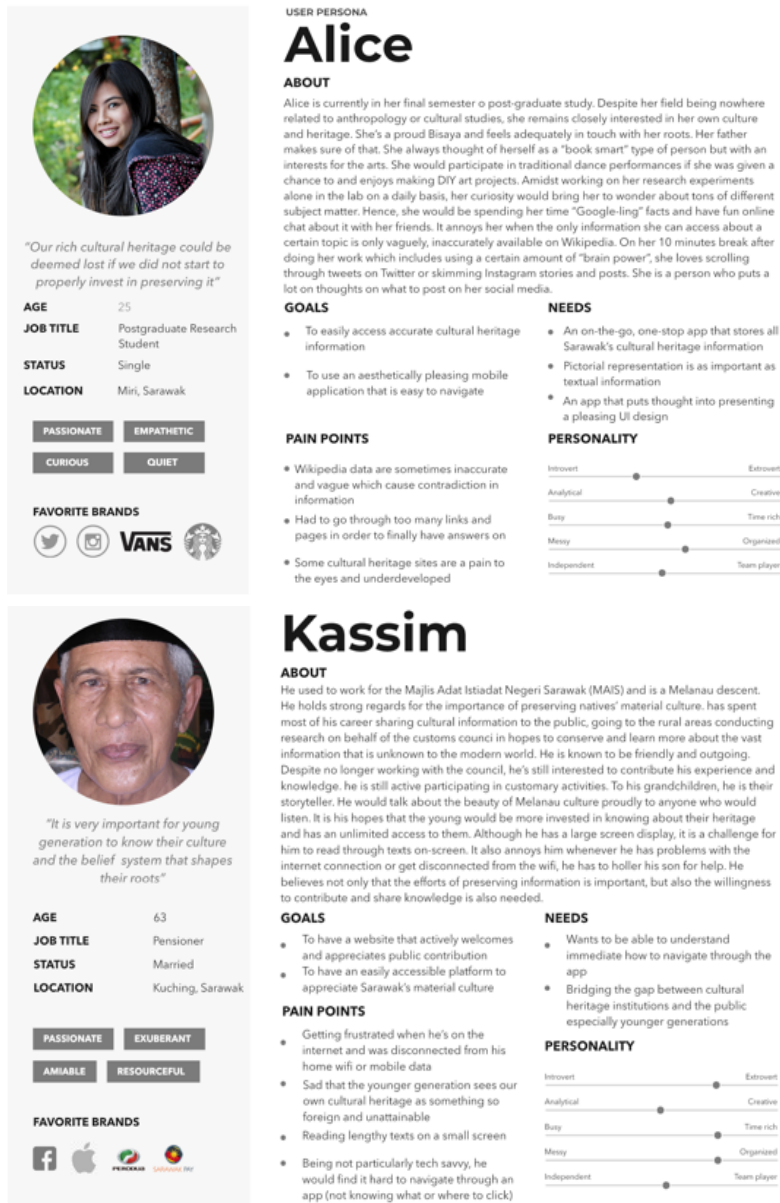 USER PERSONA
Alice
ABOUT
Alice is currently in her final semester o post-graduate study. Despite her field being nowhere
related to anthropology or cultural studies, she remains closely interested in her own culture
and heritage. She's a proud Bisaya and feels adequately in touch with her roots. Her father
makes sure of that. She always thought of herself as a "book smart" type of person but with an
interests for the arts. She would participate in traditional dance performances if she was given a
chance to and enjoys making DIY art projects. Amidst working on her research experiments
alone in the lab on a daily basis, her curiosity would bring her to wonder about tons of different
subject matter. Hence, she would be spending her time "Google-ling" facts and have fun online
chat about it with her friends. It annoys her when the only information she can access about a
certain topic is only vaguely, inaccurately available on Wikipedia. On her 10 minutes break after
doing her work which includes using a certain amount of "brain power", she loves scrolling
through tweets on Twitter or skimming Instagram stories and posts. She is a person who puts a
lot on thoughts on what to post on her social media.
"Our rich cultural heritage could be
deemed lost if we did not start to
properly invest in preserving it"
AGE 25
JOB TITLE Postgraduate Research
Student
STATUS Single
LOCATION Miri, Sarawak
PASSIONATE EMPATHETIC
CURIOUS QUIET
FAVORITE BRANDS
VANS
GOALS
To easily access accurate cultural heritage
information
To use an aesthetically pleasing mobile
application that is easy to navigate
NEEDS
An on-the-go, one-stop app that stores all
Sarawak's cultural heritage information
Pictorial representation is as important as
textual information
An app that puts thought into presenting
a pleasing UI design
PAIN POINTS
Wikipedia data are sometimes inaccurate
and vague which cause contradiction in
information
Had to go through too many links and
pages in order to finally have answers on
Some cultural heritage sites are a pain to
the eyes and underdeveloped
PERSONALITY
Introvert Extrovert
Analytical Creative
Busy Time rich
Messy Organized
Independent Team player
Kassim
ABOUT
He used to work for the Majlis Adat Istiadat Negeri Sarawak (MAIS) and is a Melanau descent.
He holds strong regards for the importance of preserving natives' material culture. has spent
most of his career sharing cultural information to the public, going to the rural areas conducting
research on behalf of the customs counci in hopes to conserve and learn more about the vast
information that is unknown to the modern world. He is known to be friendly and outgoing.
Despite no longer working with the council, he's still interested to contribute his experience and
knowledge. he is still active participating in customary activities. To his grandchildren, he is their
storyteller. He would talk about the beauty of Melanau culture proudly to anyone who would
listen. It is his hopes that the young would be more invested in knowing about their heritage
and has an unlimited access to them. Although he has a large screen display, it is a challenge for
him to read through texts on-screen. It also annoys him whenever he has problems with the
internet connection or get disconnected from the wifi, he has to holler his son for help. He
believes not only that the efforts of preserving information is important, but also the willingness
to contribute and share knowledge is also needed.
"It is very important for young
generation to know their culture
and the belief system that shapes
their roots"
AGE 63
JOB TITLE Pensioner
STATUS Married
LOCATION Kuching, Sarawak
PASSIONATE EXUBERANT
AMIABLE RESOURCEFUL
FAVORITE BRANDS
PERODUA SARAWAK PAY
GOALS
To have a website that actively welcomes
and appreciates public contribution
To have an easily accessible platform to
appreciate Sarawak's material culture
NEEDS
Wants to be able to understand
immediate how to navigate through the
app
Bridging the gap between cultural
heritage institutions and the public
especially younger generations
PAIN POINTS
Getting frustrated when he's on the
internet and was disconnected from his
home wifi or mobile data
Sad that the younger generation sees our
own cultural heritage as something so
foreign and unattainable
Reading lengthy texts on a small screen
Being not particularly tech savvy, he
would find it hard to navigate through an
app (not knowing what or where to click)
PERSONALITY
Introvert Extrovert
Analytical Creative
Busy Time rich
Messy Organized
Independent Team player